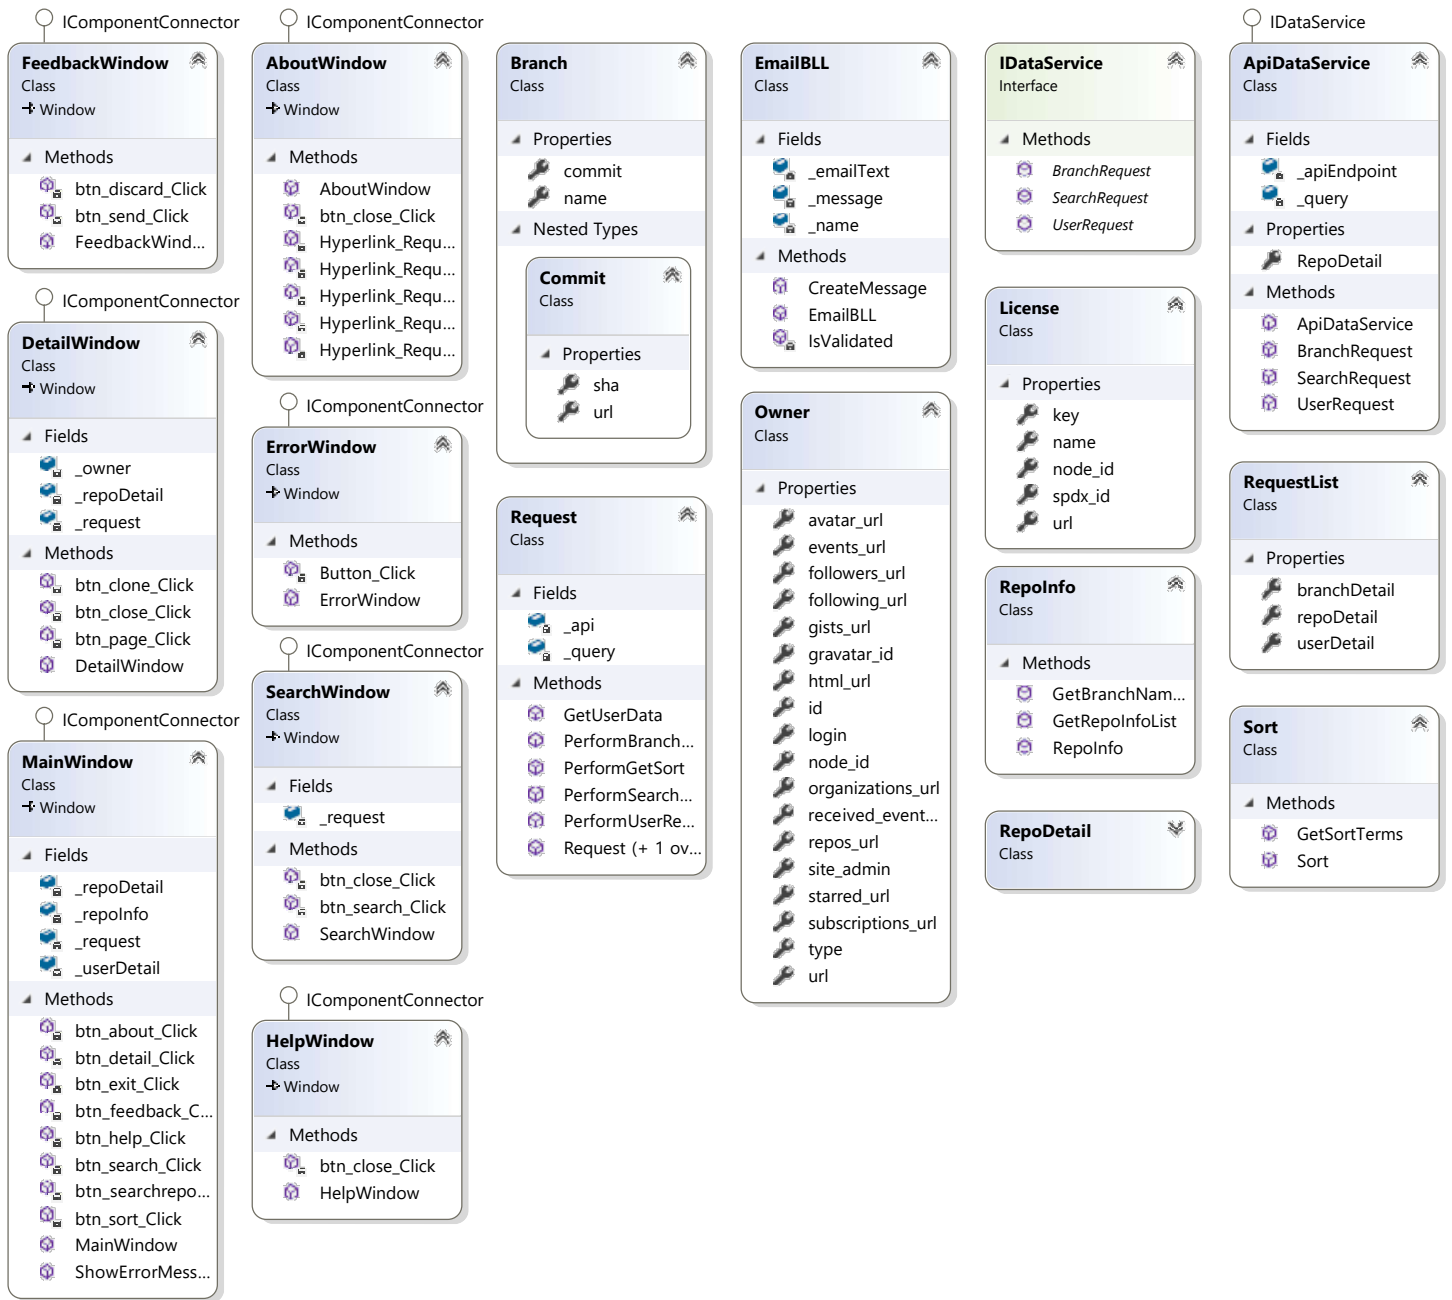 IComponentConnector
FeedbackWindow
Class
Window
Methods
btn_discard_Click
btn_send_Click
FeedbackWind...
IComponentConnector
DetailWindow
Class
Window
Fields
_owner
_repoDetail
_request
Methods
btn_clone_Click
btn_close_Click
btn_page_Click
DetailWindow
IComponentConnector
MainWindow
Class
Window
Fields
_repoDetail
_repoInfo
_request
_userDetail
Methods
btn_about_Click
btn_detail_Click
btn_exit_Click
btn_feedback_C...
btn_help_Click
btn_search_Click
btn_searchrepo...
btn_sort_Click
MainWindow
ShowErrorMess...
IComponentConnector
AboutWindow
Class
Window
Methods
AboutWindow
btn_close_Click
Hyperlink_Requ...
Hyperlink_Requ...
Hyperlink_Requ...
Hyperlink_Requ...
Hyperlink_Requ...
IComponentConnector
ErrorWindow
Class
Window
Methods
Button_Click
ErrorWindow
IComponentConnector
SearchWindow
Class
Window
Fields
_request
Methods
btn_close_Click
btn_search_Click
SearchWindow
IComponentConnector
HelpWindow
Class
Window
Methods
btn_close_Click
HelpWindow
Branch
Class
Properties
commit
name
Nested Types
Commit
Class
Properties
sha
url
Request
Class
Fields
_api
_query
Methods
GetUserData
PerformBranch...
PerformGetSort
PerformSearch...
PerformUserRe...
Request (+ 1 ov...
EmailBLL
Class
Fields
_emailText
_message
_name
Methods
CreateMessage
EmailBLL
IsValidated
Owner
Class
Properties
avatar_url
events_url
followers_url
following_url
gists_url
gravatar_id
html_url
id
login
node_id
organizations_url
received_event...
repos_url
site_admin
starred_url
subscriptions_url
type
url
IDataService
Interface
Methods
BranchRequest
SearchRequest
UserRequest
License
Class
Properties
key
name
node_id
spdx_id
url
RepoInfo
Class
Methods
GetBranchNam...
GetRepoInfoList
RepoInfo
RepoDetail
Class
IDataService
ApiDataService
Class
Fields
_apiEndpoint
_query
Properties
RepoDetail
Methods
ApiDataService
BranchRequest
SearchRequest
UserRequest
RequestList
Class
Properties
branchDetail
repoDetail
userDetail
Sort
Class
Methods
GetSortTerms
Sort